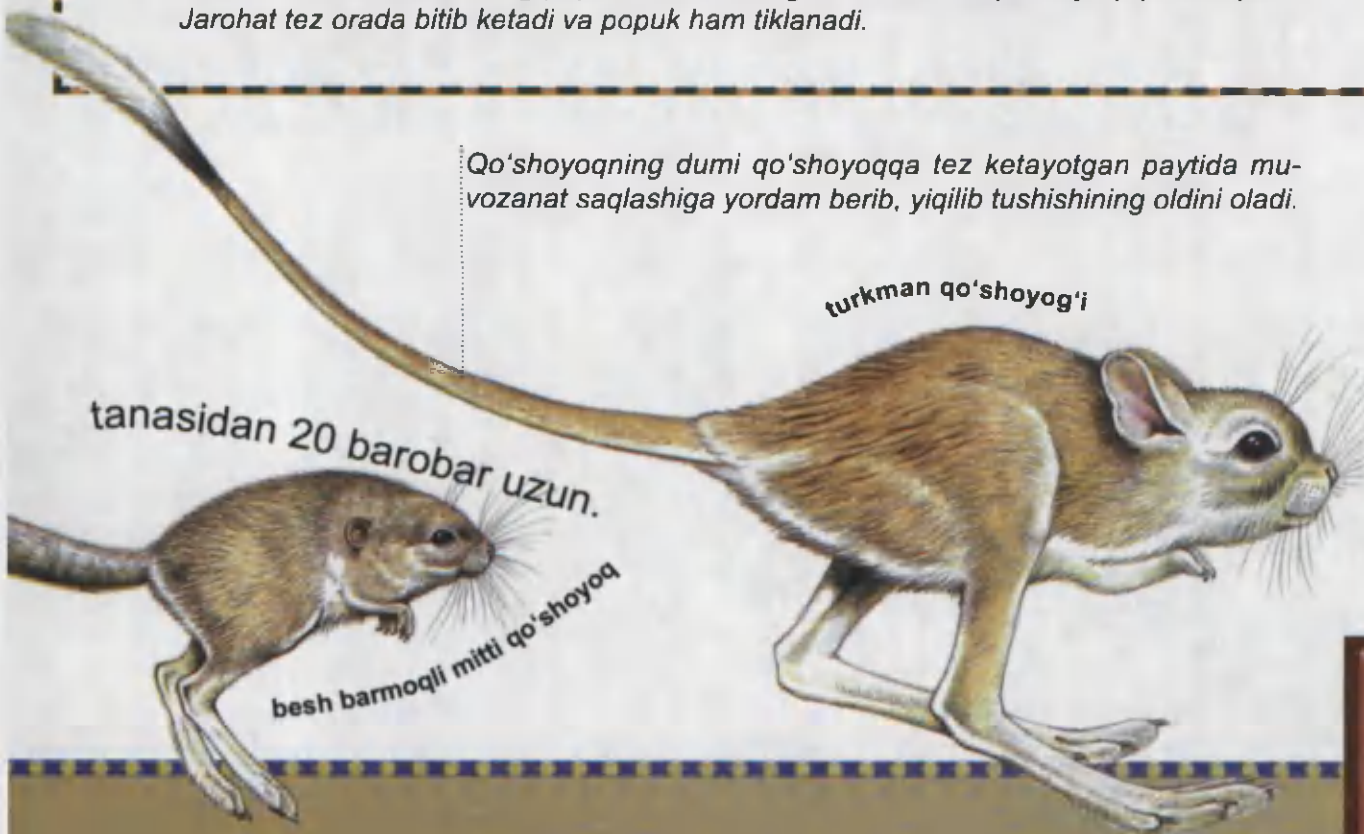 Jarohat tez orada bitib ketadi va popuk ham tiklanadi.
Qo‘shoyoqning dumi qo‘shoyoqqa tez ketayotgan paytida mu-
vozanat saqlashiga yordam berib, yiqilib tushishining oldini oladi.
turkman qo‘shoyog‘i
tanasidan 20 barobar uzun.
besh barmoqli mitti qo‘shoyoq